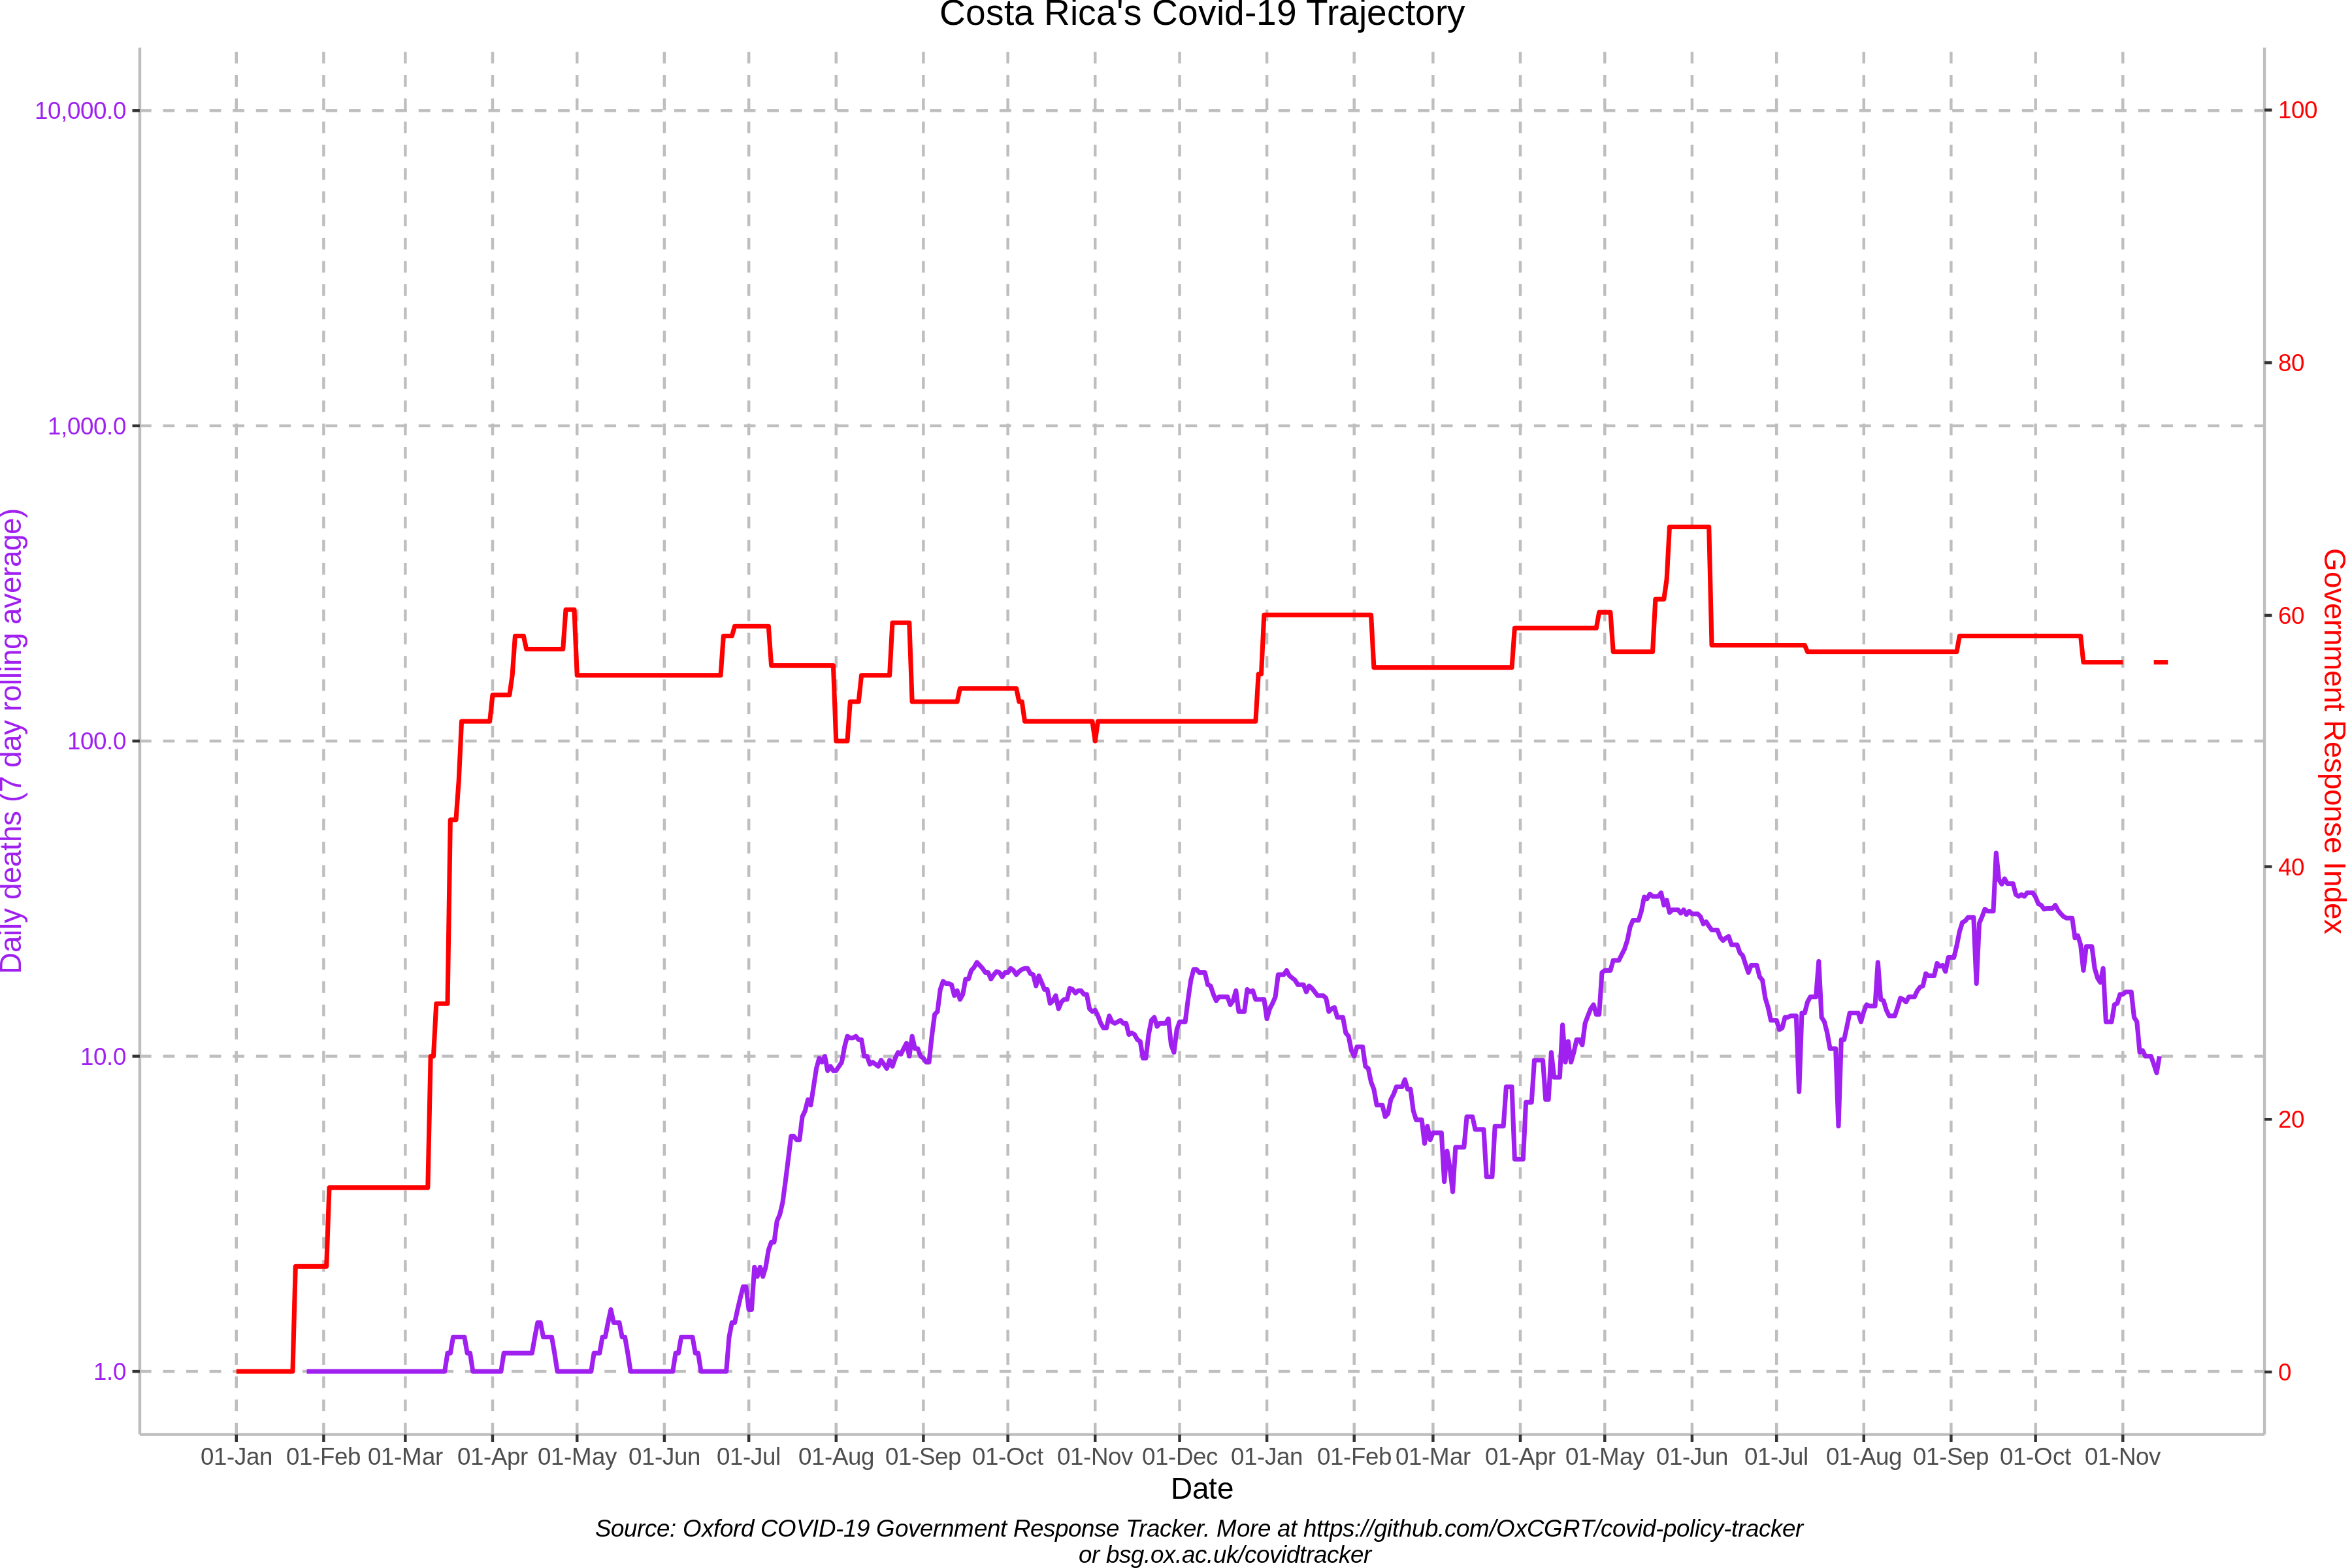 Costa Rica's Covid-19 Trajectory
10,000.0
1,000.0
100.0
10.0
1.0
Daily deaths (7 day rolling average)
100
80
60
40
20
0
Government Response Index
01-Jan 01-Feb 01-Mar 01-Apr 01-May 01-Jun 01-Jul 01-Aug 01-Sep 01-Oct 01-Nov 01-Dec 01-Jan 01-Feb 01-Mar 01-Apr 01-May 01-Jun 01-Jul 01-Aug 01-Sep 01-Oct 01-Nov
Date
Source: Oxford COVID-19 Government Response Tracker. More at https://github.com/OxCGRT/covid-policy-tracker
or bsg.ox.ac.uk/covidtracker